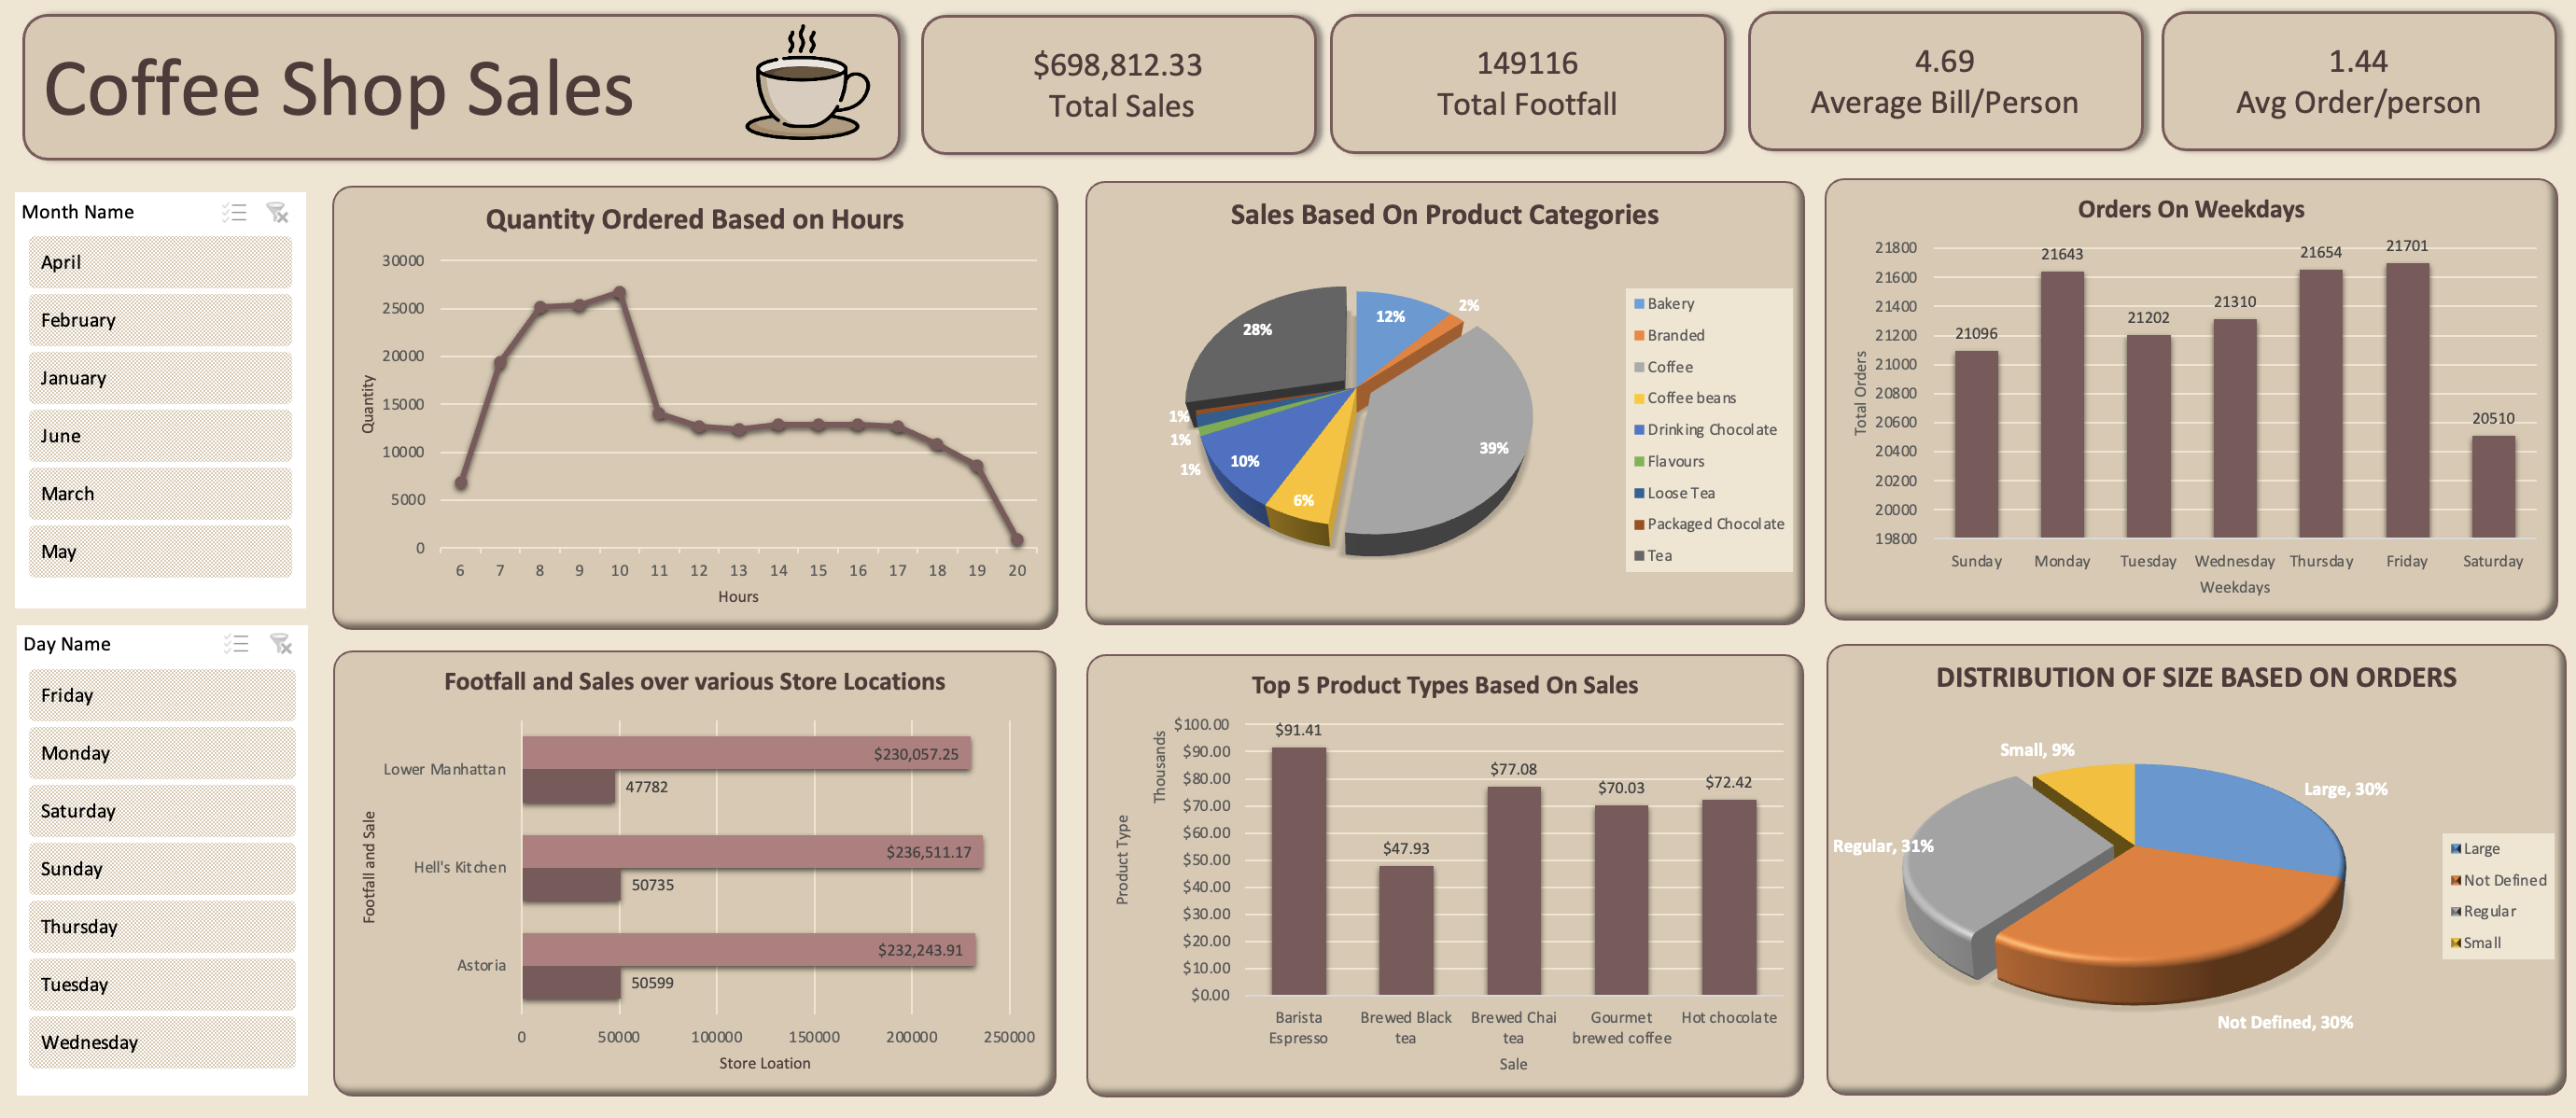 Coffee Shop Sales
$698,812.33
Total Sales
149116
Total Footfall
4.69
Average Bill/Person
1.44
Avg Order/person
Month Name
April
February
January
June
March
May
Day Name
Friday
Monday
Saturday
Sunday
Thursday
Tuesday
Wednesday
Quantity Ordered Based on Hours
Quantity
30000
25000
20000
15000
10000
5000
0
6 7 8 9 10 11 12 13 14 15 16 17 18 19 20
Hours
Sales Based On Product Categories
12%
2%
39%
6%
10%
1%
1%
1%
28%
Bakery
Branded
Coffee
Coffee beans
Drinking Chocolate
Flavours
Loose Tea
Packaged Chocolate
Tea
Orders On Weekdays
Total Orders
21800
21600
21400
21200
21000
20800
20600
20400
20200
20000
19800
21096
21643
21202
21310
21654
21701
20510
Sunday Monday Tuesday Wednesday Thursday Friday Saturday
Weekdays
Footfall and Sales over various Store Locations
Footfall and Sale
Lower Manhattan
$230,057.25
47782
Hell's Kitchen
$236,511.17
50735
Astoria
$232,243.91
50599
0 50000 100000 150000 200000 250000
Store Loation
Top 5 Product Types Based On Sales
Product Type
Thousands
$100.00
$90.00
$80.00
$70.00
$60.00
$50.00
$40.00
$30.00
$20.00
$10.00
$0.00
$91.41
$47.93
$77.08
$70.03
$72.42
Barista
Espresso
Brewed Black
tea
Brewed Chai
tea
Gourmet
brewed coffee
Hot chocolate
Sale
DISTRIBUTION OF SIZE BASED ON ORDERS
Small, 9%
Large, 30%
Regular, 31%
Not Defined, 30%
Large
Not Defined
Regular
Small